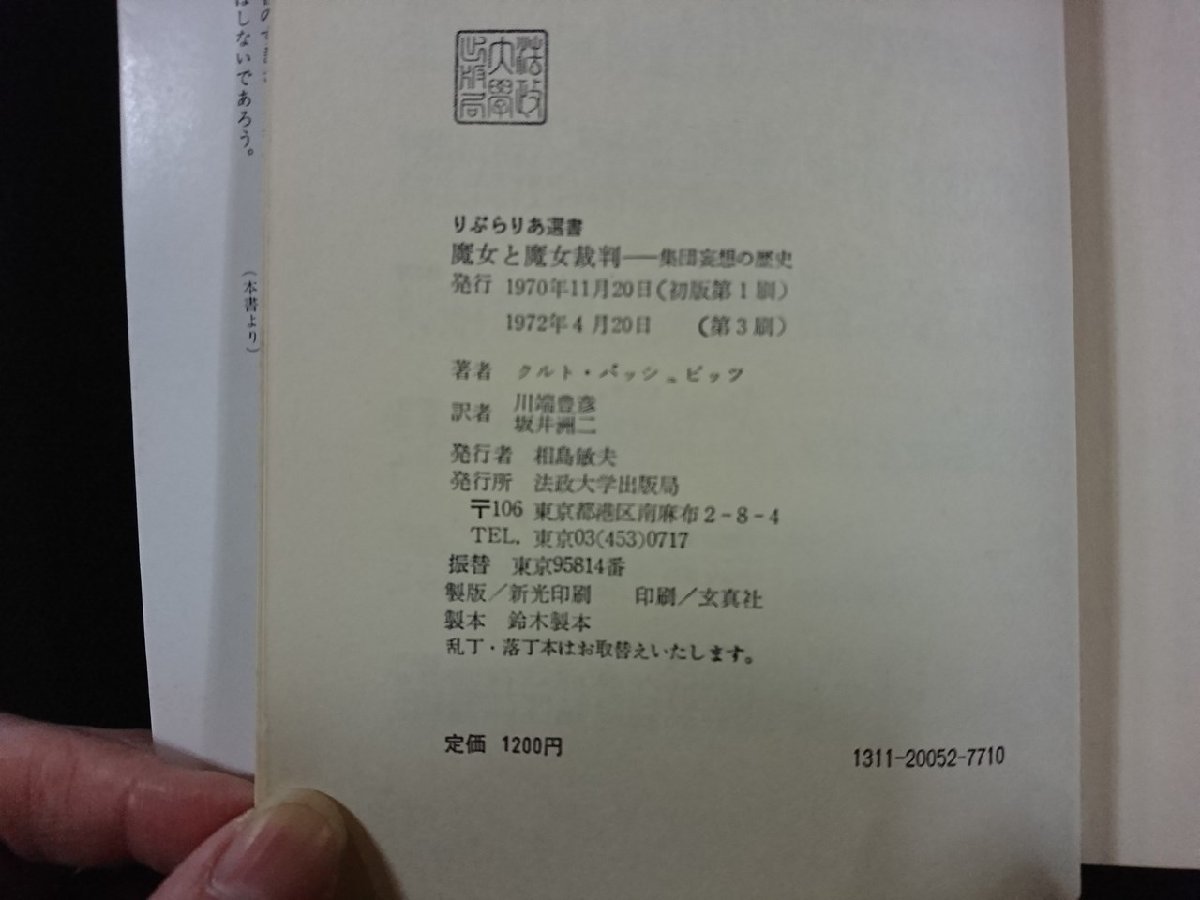 法政
大學
出版局
りぶらりあ選書
魔女と魔女裁判——集団妄想の歴史
発行 1970年11月20日(初版第1刷)
1972年4月20日 (第3刷)
著者 クルト・バッシュビッツ
訳者 川端豊彦
坂井洲二
発行者 相島敏夫
発行所 法政大学出版局
〒106 東京都港区南麻布2-8-4
TEL. 東京03(453)0717
振替 東京95814番
製版/新光印刷 印刷/玄真社
製本 鈴木製本
乱丁・落丁本はお取替えいたします。
定価 1200円
1311-20052-7710
はしないであろう。
(本書より)